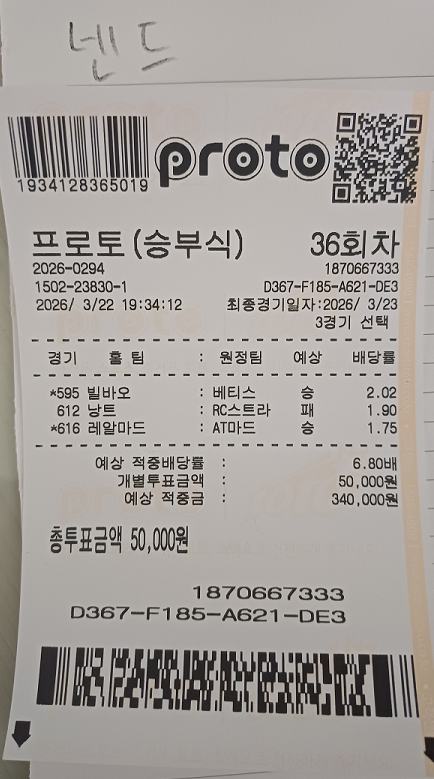 넨드
proto
1934128365019
프로토(승부식) 36회차
2026-0294 1870667333
1502-23830-1 D367-F185-A621-DE3
2026/ 3/22 19:34:12 최종경기일자:2026/ 3/23
3경기 선택
경기 홈 팀 : 원정팀 예상 배당률
*595 빌바오 : 베티스 승 2.02
612 낭트 : RC스트라 패 1.90
*616 레알마드 : AT마드 승 1.75
예상 적중배당률 : 6.80배
개별투표금액 : 50,000원
예상 적중금 : 340,000원
총투표금액 50,000원
1870667333
D367-F185-A621-DE3